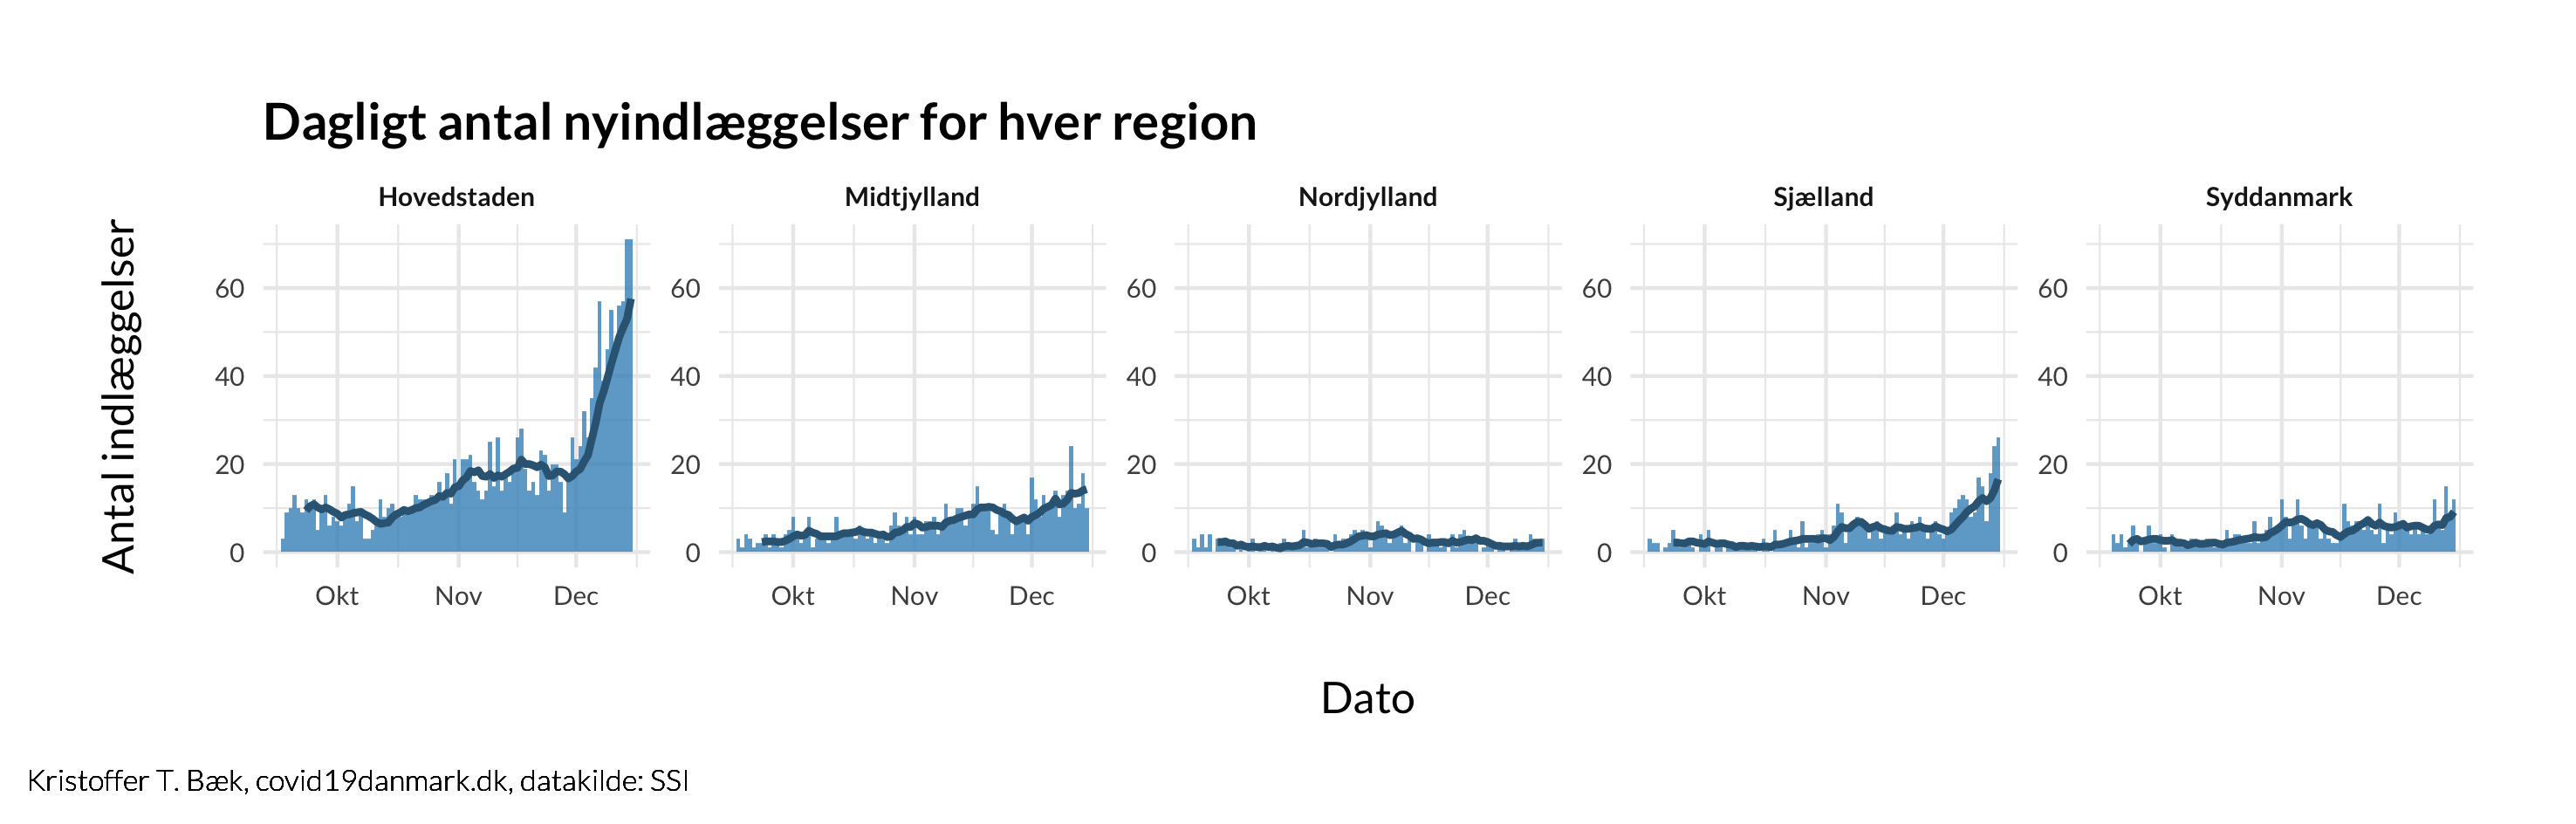 Dagligt antal nyindlæggelser for hver region
Hovedstaden
Midtjylland
Nordjylland
Sjælland
Syddanmark
Antal indlæggelser
60
40
20
0
Okt Nov Dec
60
40
20
0
Okt Nov Dec
60
40
20
0
Okt Nov Dec
60
40
20
0
Okt Nov Dec
60
40
20
0
Okt Nov Dec
Dato
Kristoffer T. Bæk, covid19danmark.dk, datakilde: SSI